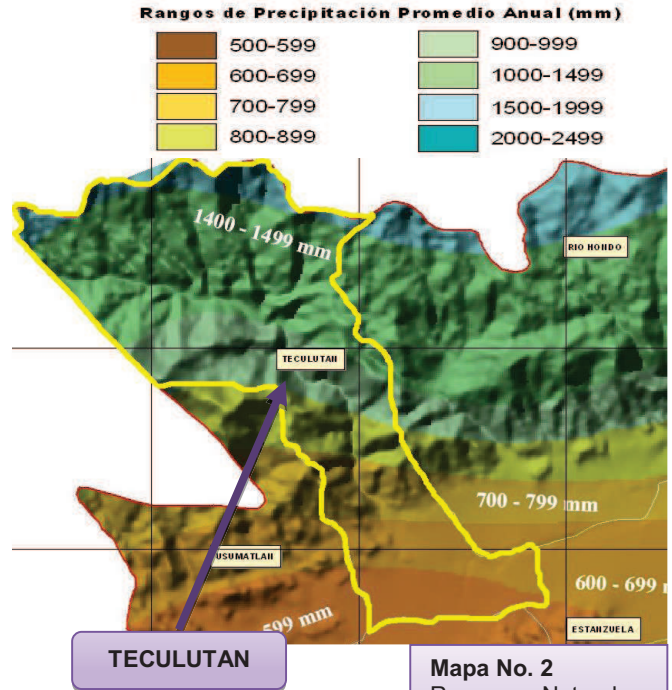 Rangos de Precipitación Promedio Anual (mm)
500-599
600-699
700-799
800-899
900-999
1000-1499
1500-1999
2000-2499
1400 - 1499 mm
RIO HONDO
TECULUTAN
700 - 799 mm
USUMATLAN
600 - 699
599 mm
ESTANZUELA
TECULUTAN
Mapa No. 2